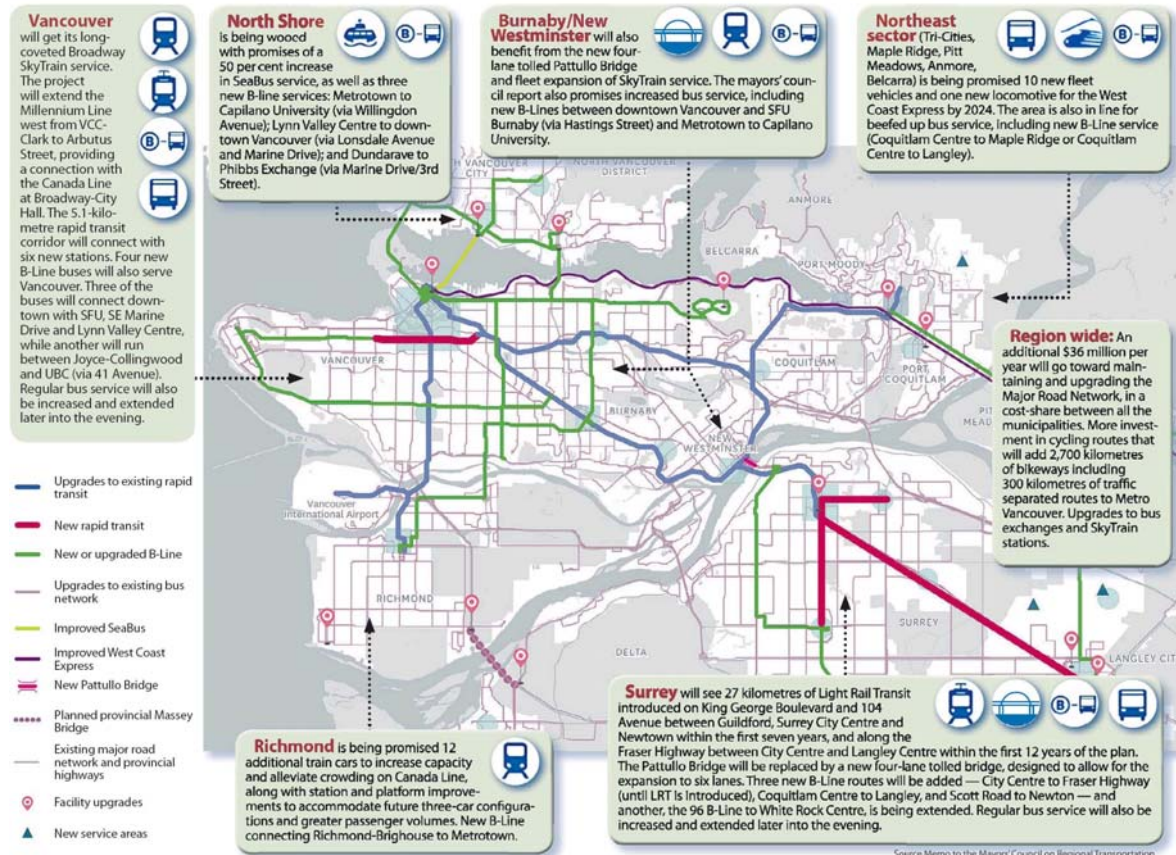 Vancouver
will get its long-
coveted Broadway
SkyTrain service.
The project
will extend the
Millennium Line
west from VCC-
Clark to Arbutus
Street, providing
a connection with
the Canada Line
at Broadway-City
Hall. The 5.1-kilo-
metre rapid transit
corridor will connect with
six new stations. Four new
B-Line buses will also serve
Vancouver. Three of the
buses will connect down-
town with SFU, SE Marine
Drive and Lynn Valley Centre,
while another will run
between Joyce-Collingwood
and UBC (via 41 Avenue).
Regular bus service will also
be increased and extended
later into the evening.
B
North Shore
is being wooed
with promises of a
50 per cent increase
in SeaBus service, as well as three
new B-line services: Metrotown to
Capilano University (via Willingdon
Avenue); Lynn Valley Centre to down-
town Vancouver (via Lonsdale Avenue
and Marine Drive); and Dundarave to
Phibbs Exchange (via Marine Drive/3rd
Street).
B
Burnaby/New
Westminster will also
benefit from the new four-
lane tolled Pattullo Bridge
and fleet expansion of SkyTrain service. The mayors' coun-
cil report also promises increased bus service, including
new B-Lines between downtown Vancouver and SFU
Burnaby (via Hastings Street) and Metrotown to Capilano
University.
B
Northeast
sector (Tri-Cities,
Maple Ridge, Pitt
Meadows, Anmore,
Belcarra) is being promised 10 new fleet
vehicles and one new locomotive for the West
Coast Express by 2024. The area is also in line for
beefed up bus service, including new B-Line service
(Coquitlam Centre to Maple Ridge or Coquitlam
Centre to Langley).
B
VANCOUVER
CITY
NORTH VANCOUVER
DISTRICT
ANMORE
BELCARRA
PORT MOODY
VANCOUVER
BURNABY
COQUITLAM
PORT
COQUITLAM
NEW
WESTMINSTER
Vancouver
International Airport
RICHMOND
DELTA
SURREY
LANGLEY CIT
Region wide: An
additional $36 million per
year will go toward main-
taining and upgrading the
Major Road Network, in a
cost-share between all the
municipalities. More invest-
ment in cycling routes that
will add 2,700 kilometres
of bikeways including
300 kilometres of traffic
separated routes to Metro
Vancouver. Upgrades to bus
exchanges and SkyTrain
stations.
Upgrades to existing rapid
transit
New rapid transit
New or upgraded B-Line
Upgrades to existing bus
network
Improved SeaBus
Improved West Coast
Express
New Pattullo Bridge
Planned provincial Massey
Bridge
Existing major road
network and provincial
highways
Facility upgrades
New service areas
Richmond is being promised 12
additional train cars to increase capacity
and alleviate crowding on Canada Line,
along with station and platform improve-
ments to accommodate future three-car configura-
tions and greater passenger volumes. New B-Line
connecting Richmond-Brighouse to Metrotown.
Surrey will see 27 kilometres of Light Rail Transit
introduced on King George Boulevard and 104
Avenue between Guildford, Surrey City Centre and
Newtown within the first seven years, and along the
Fraser Highway between City Centre and Langley Centre within the first 12 years of the plan.
The Pattullo Bridge will be replaced by a new four-lane tolled bridge, designed to allow for the
expansion to six lanes. Three new B-Line routes will be added — City Centre to Fraser Highway
(until LRT is introduced), Coquitlam Centre to Langley, and Scott Road to Newton — and
another, the 96 B-Line to White Rock Centre, is being extended. Regular bus service will also be
increased and extended later into the evening.
B
Source Memo to the Mayors' Council on Regional Transportation